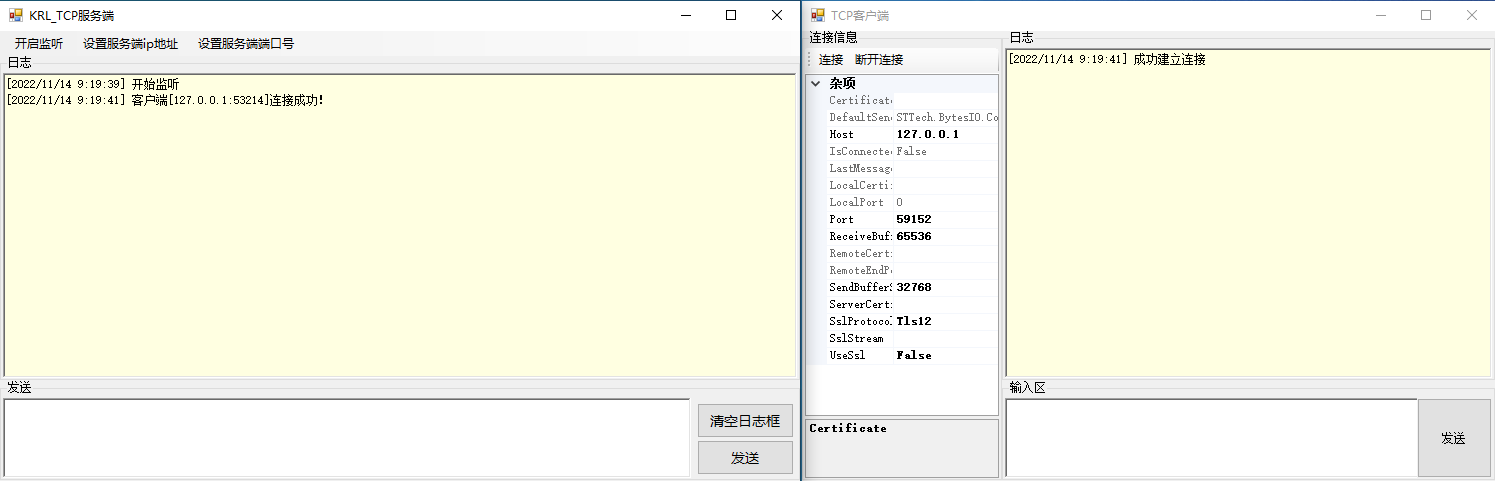 KRL_TCP服务端
开启监听 设置服务端ip地址 设置服务端端口号
日志
[2022/11/14 9:19:39] 开始监听
[2022/11/14 9:19:41] 客户端[127.0.0.1:53214]连接成功!
发送
清空日志框
发送
TCP客户端
连接信息
连接 断开连接
杂项
Certificat
DefaultSen STTech.BytesIO.Co
Host 127.0.0.1
IsConnecte False
LastMessag
LocalCerti
LocalPort 0
Port 59152
ReceiveBuf 65536
RemoteCert
RemoteEndP
SendBufferS 32768
ServerCert
SslProtocol Tls12
SslStream
UseSsl False
Certificate
日志
[2022/11/14 9:19:41] 成功建立连接
输入区
发送